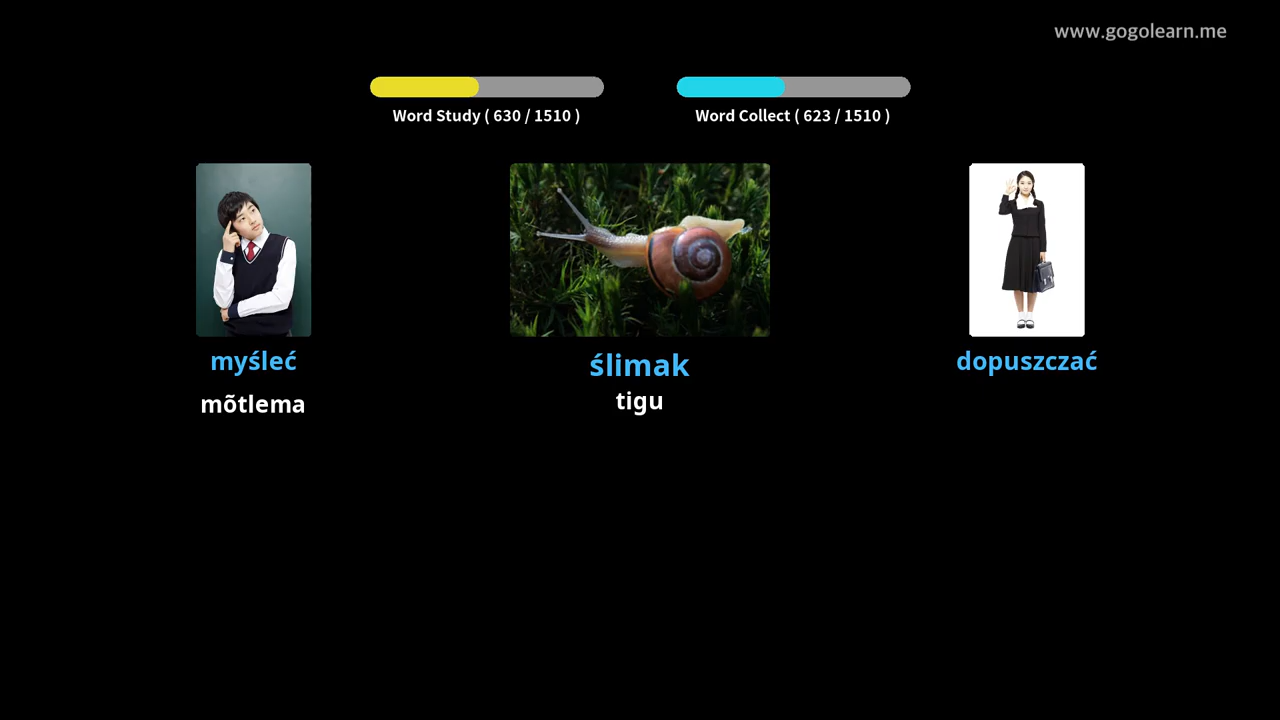 www.gogolearn.me
Word Study ( 630 / 1510 )
Word Collect ( 623 / 1510 )
myśleć
mõtlema
ślimak
tigu
dopuszczać